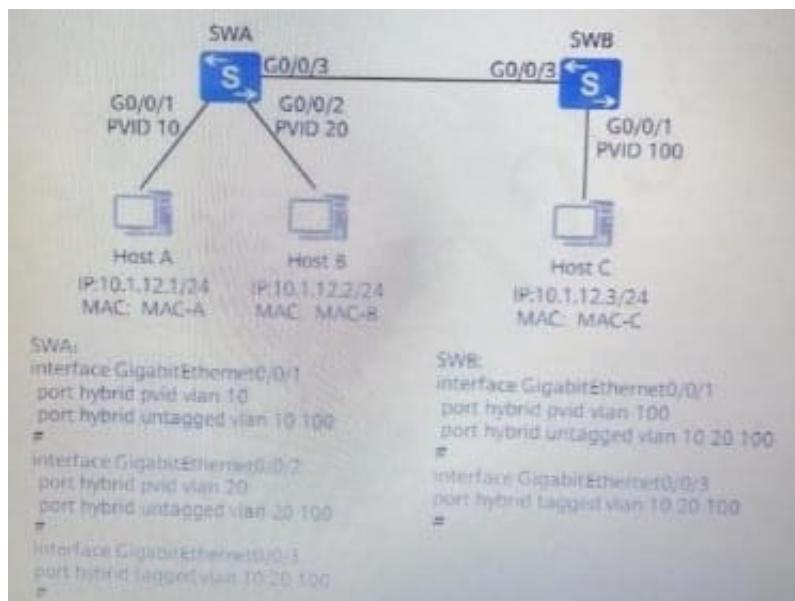 SWA
SWB
G0/0/3
G0/0/3
G0/0/1
PVID 10
G0/0/2
PVID 20
G0/0/1
PVID 100
Host A
IP:10.1.12.1/24
MAC: MAC-A
Host B
IP:10.1.12.2/24
MAC: MAC-B
Host C
IP:10.1.12.3/24
MAC: MAC-C
SWA:
interface GigabitEthernet0/0/1
port hybrid pvid vlan 10
port hybrid untagged vlan 10 100
#
interface GigabitEthernet0/0/2
port hybrid pvid vlan 20
port hybrid untagged vlan 20 100
#
interface GigabitEthernet0/0/3
port hybrid tagged vlan 10 20 100
#
SWB:
interface GigabitEthernet0/0/1
port hybrid pvid vlan 100
port hybrid untagged vlan 10 20 100
#
interface GigabitEthernet0/0/3
port hybrid tagged vlan 10 20 100
#